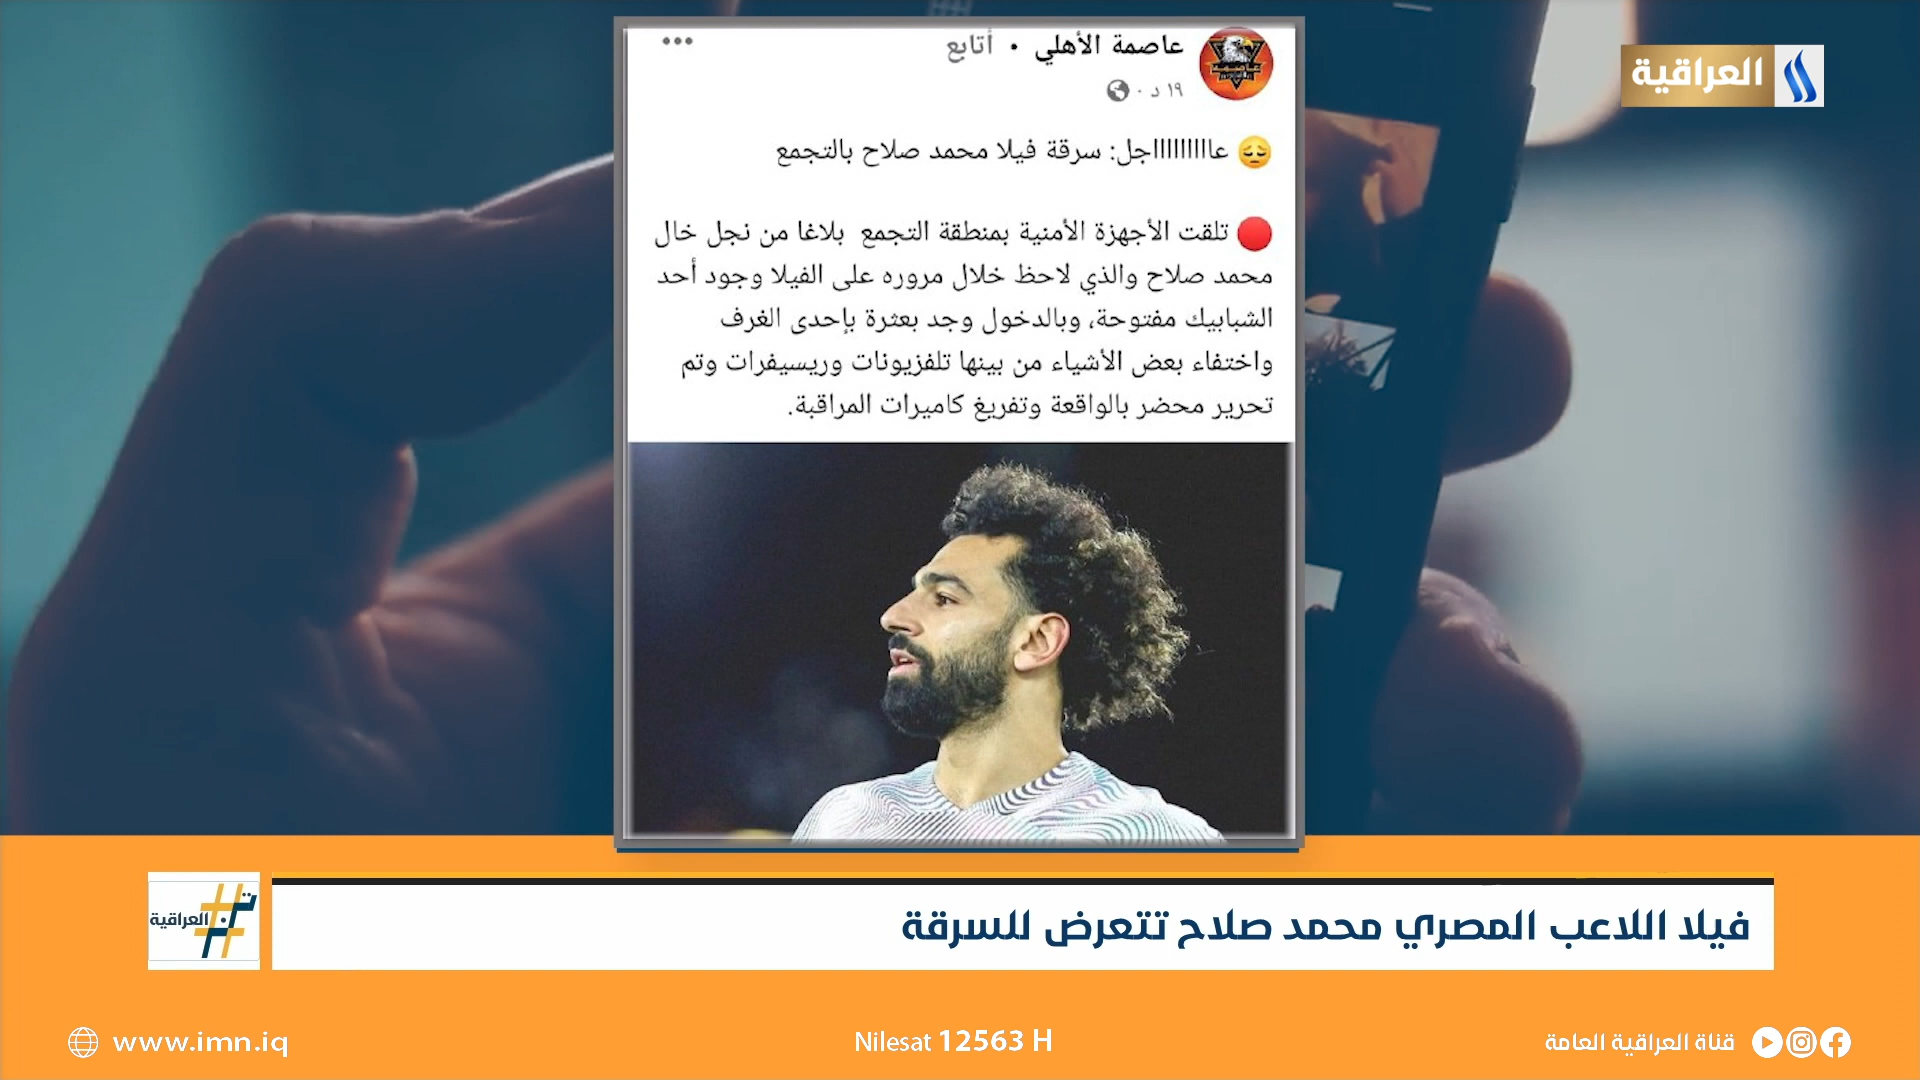 العراقية
عاصمة الأهلي • أتابع
١٩ د ·
😔 عاااااااااجل: سرقة فيلا محمد صلاح بالتجمع
🔴 تلقت الأجهزة الأمنية بمنطقة التجمع بلاغا من نجل خال
محمد صلاح والذي لاحظ خلال مروره على الفيلا وجود أحد
الشبابيك مفتوحة، وبالدخول وجد بعثرة بإحدى الغرف
واختفاء بعض الأشياء من بينها تلفزيونات وريسيفرات وتم
تحرير محضر بالواقعة وتفريغ كاميرات المراقبة.
فيلا اللاعب المصري محمد صلاح تتعرض للسرقة
العراقية
قناة العراقية العامة
Nilesat 12563 H
www.imn.iq